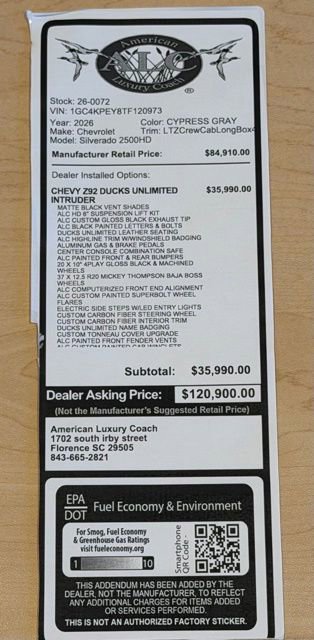 American
ALC
Luxury Coach
Stock: 26-0072
VIN: 1GC4KPEY8TF120973
Year: 2026 Color: CYPRESS GRAY
Make: Chevrolet Trim: LTZCrewCabLongBox4
Model: Silverado 2500HD
Manufacturer Retail Price: $84,910.00
Dealer Installed Options:
CHEVY Z92 DUCKS UNLIMITED $35,990.00
INTRUDER
MATTE BLACK VENT SHADES
ALC HD 6" SUSPENSION LIFT KIT
ALC CUSTOM GLOSS BLACK EXHAUST TIP
ALC BLACK PAINTED LETTERS & BOLTS
DUCKS UNLIMITED LEATHER SEATING
ALC HIGHLINE TRIM W/WINDSHIELD BADGING
ALUMINUM GAS & BRAKE PEDALS
CENTER CONSOLE COMBINATION SAFE
ALC PAINTED FRONT & REAR BUMPERS
20 X 10" 4PLAY GLOSS BLACK & MACHINED
WHEELS
37 X 12.5 R20 MICKEY THOMPSON BAJA BOSS
WHEELS
ALC COMPUTERIZED FRONT END ALIGNMENT
ALC CUSTOM PAINTED SUPERBOLT WHEEL
FLARES
ELECTRIC SIDE STEPS W/LED ENTRY LIGHTS
CUSTOM CARBON FIBER STEERING WHEEL
CUSTOM CARBON FIBER INTERIOR TRIM
DUCKS UNLIMITED NAME BADGING
CUSTOM TONNEAU COVER UPGRADE
ALC PAINTED FRONT FENDER VENTS
ALC CUSTOM PAINTED CAB WINGLETS
Subtotal: $35,990.00
Dealer Asking Price: $120,900.00
(Not the Manufacturer's Suggested Retail Price)
American Luxury Coach
1702 south irby street
Florence SC 29505
843-665-2821
EPA
DOT Fuel Economy & Environment
For Smog, Fuel Economy
& Greenhouse Gas Ratings
visit fueleconomy.org
1 10
Smartphone
QR Code -
THIS ADDENDUM HAS BEEN ADDED BY THE
DEALER, NOT THE MANUFACTURER, TO REFLECT
ANY ADDITIONAL CHARGES FOR ITEMS ADDED
OR SERVICES PERFORMED.
THIS IS NOT AN AUTHORIZED FACTORY STICKER.